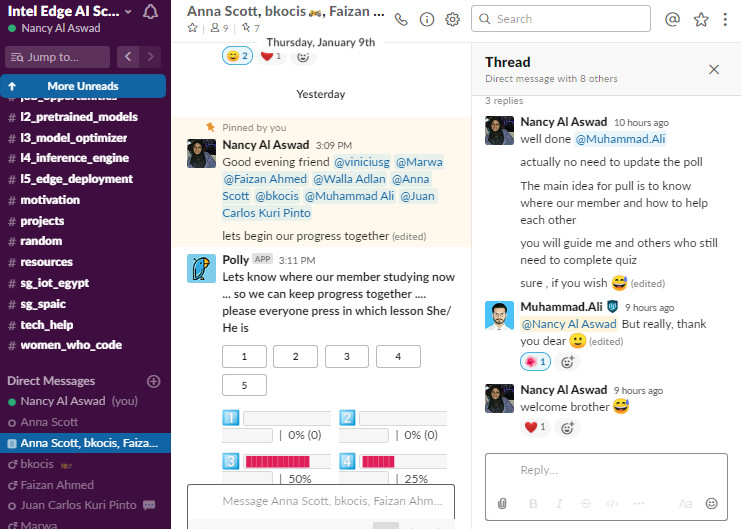 Intel Edge AI Sc...
Nancy Al Aswad
Jump to...
More Unreads
# l2_pretrained_models
# l3_model_optimizer
# l4_inference_engine
# l5_edge_deployment
# motivation
# projects
# random
# resources
# sg_iot_egypt
# sg_spaic
# tech_help
# women_who_code
Direct Messages
Nancy Al Aswad (you)
Anna Scott
8 Anna Scott, bkocis, Faiza...
bkocis
Faizan Ahmed
Juan Carlos Kuri Pinto
Marwa
Anna Scott, bkocis, Faizan ...
9
7
Search
Thursday, January 9th
2
1
Yesterday
Pinned by you
Nancy Al Aswad 3:09 PM
Good evening friend @viniciusg @Marwa
@Faizan Ahmed @Walla Adlan @Anna
Scott @bkocis @Muhammad Ali @Juan
Carlos Kuri Pinto
lets begin our progress together (edited)
Polly APP 3:11 PM
Lets know where our member studying now
... so we can keep progress together ....
please everyone press in which lesson She/
He is
1 2 3 4
5
1 2
| 0% (0) | 0% (0)
3 4
| 50% | 25%
Message Anna Scott, bkocis, Faizan Ahm...
Thread
Direct message with 8 others
3 replies
Nancy Al Aswad 10 hours ago
well done @Muhammad.Ali
actually no need to update the poll
The main idea for pull is to know
where our member and how to help
each other
you will guide me and others who still
need to complete quiz
sure , if you wish 😅 (edited)
Muhammad.Ali 9 hours ago
@Nancy Al Aswad But really, thank
you dear 🙂 (edited)
1
Nancy Al Aswad 9 hours ago
welcome brother 😅
1
Reply...
B I S </> ... Aa